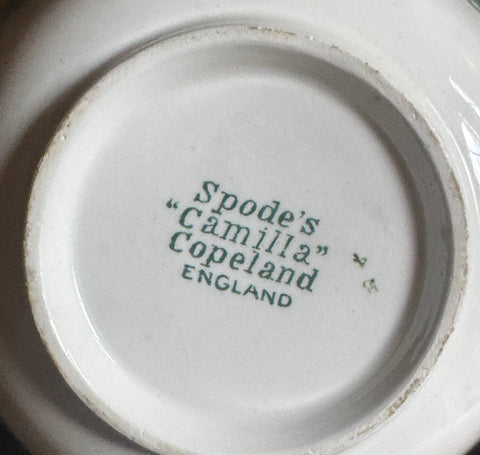 Spode's
"Camilla"
Copeland
ENGLAND